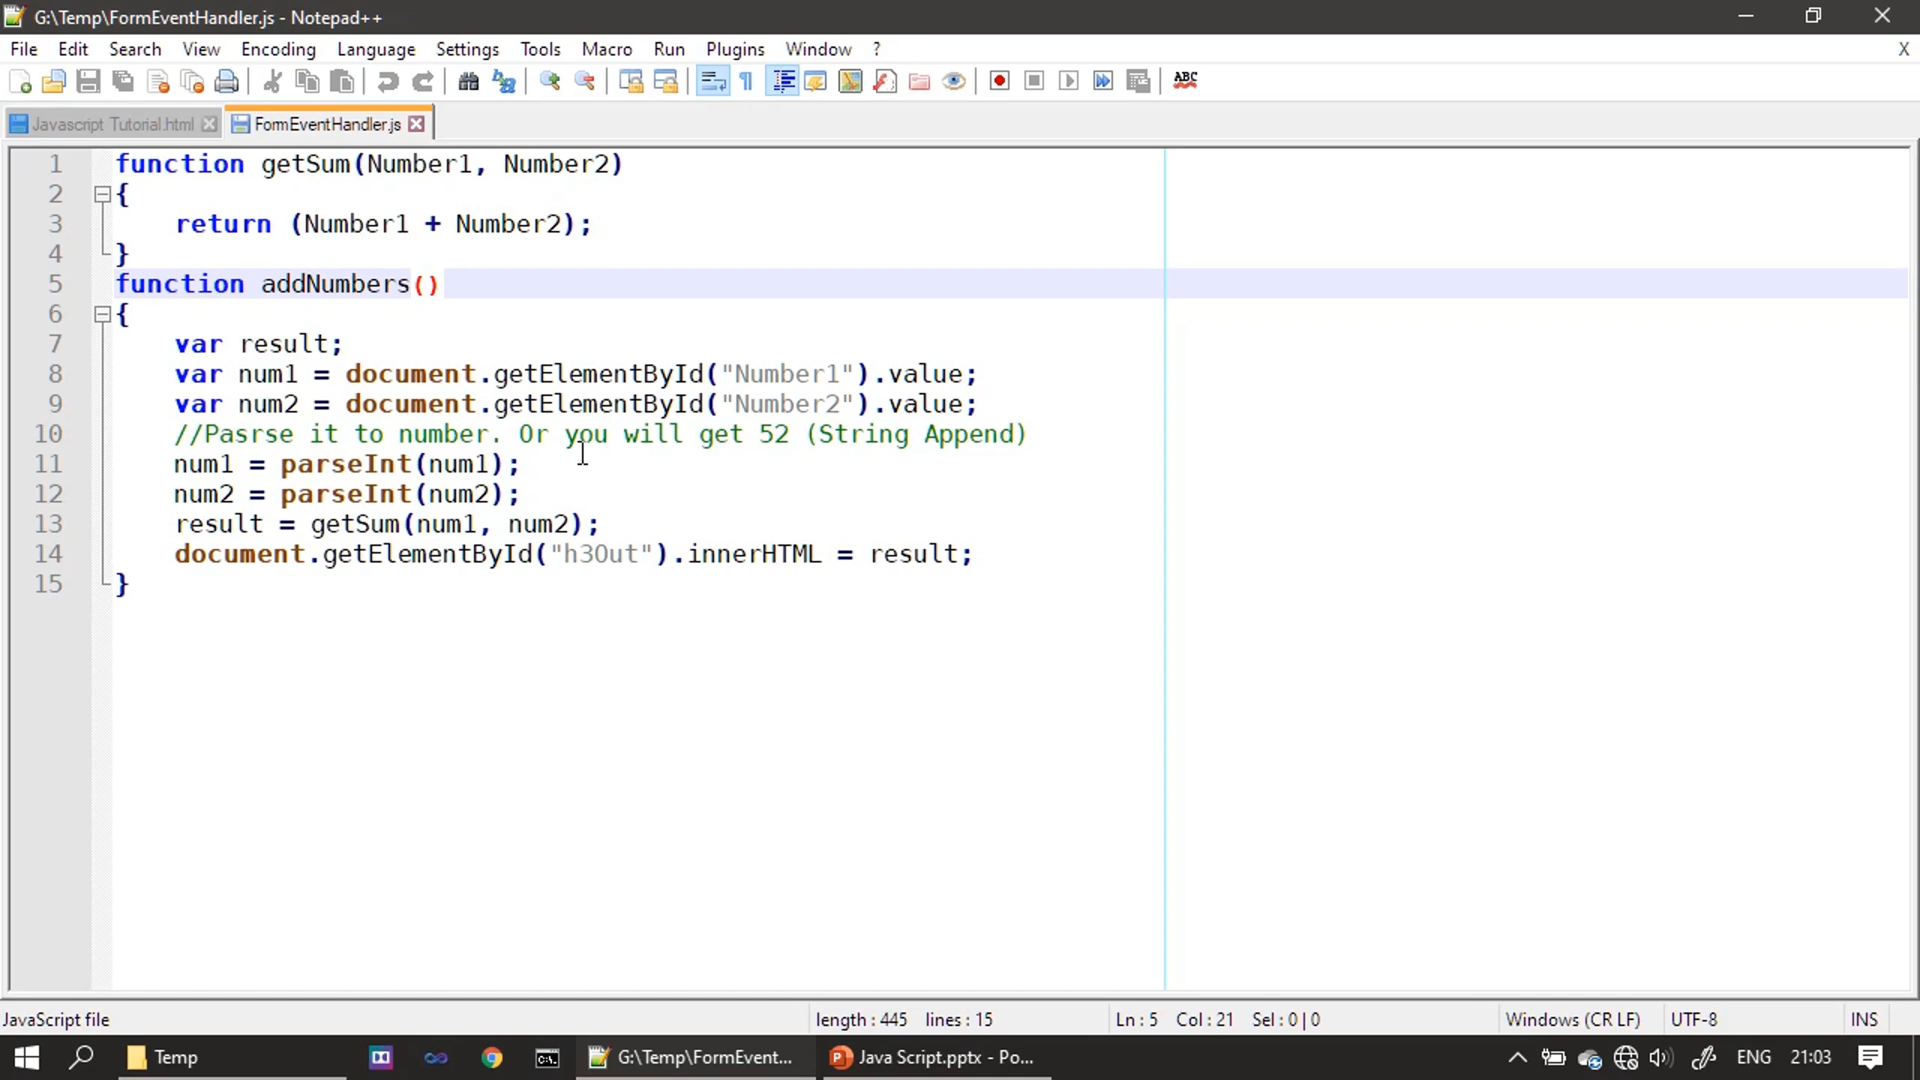 G:\Temp\FormEventHandler.js - Notepad++
File Edit Search View Encoding Language Settings Tools Macro Run Plugins Window ? X
ABC
Javascript Tutorial.html FormEventHandler.js
1 function getSum(Number1, Number2)
2 {
3 return (Number1 + Number2);
4 }
5 function addNumbers()
6 {
7 var result;
8 var num1 = document.getElementById("Number1").value;
9 var num2 = document.getElementById("Number2").value;
10 //Pasrse it to number. Or you will get 52 (String Append)
11 num1 = parseInt(num1);
12 num2 = parseInt(num2);
13 result = getSum(num1, num2);
14 document.getElementById("h3Out").innerHTML = result;
15 }
JavaScript file length : 445 lines : 15 Ln : 5 Col : 21 Sel : 0 | 0 Windows (CR LF) UTF-8 INS
Temp G:\Temp\FormEvent... Java Script.pptx - Po... ENG 21:03